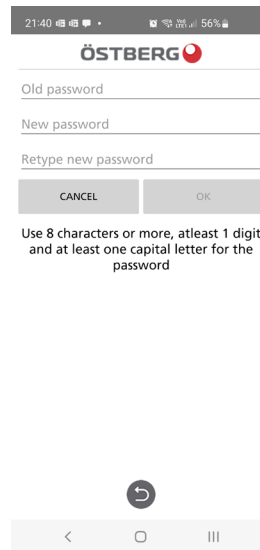 21:40
56%
ÖSTBERG
Old password
New password
Retype new password
CANCEL
OK
Use 8 characters or more, atleast 1 digit
and at least one capital letter for the
password